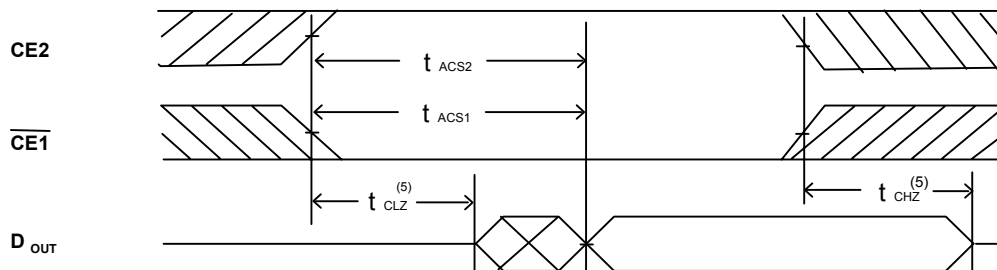 CE2
t ACS2
t ACS1
CE1
t CLZ (5)
t CHZ (5)
D OUT